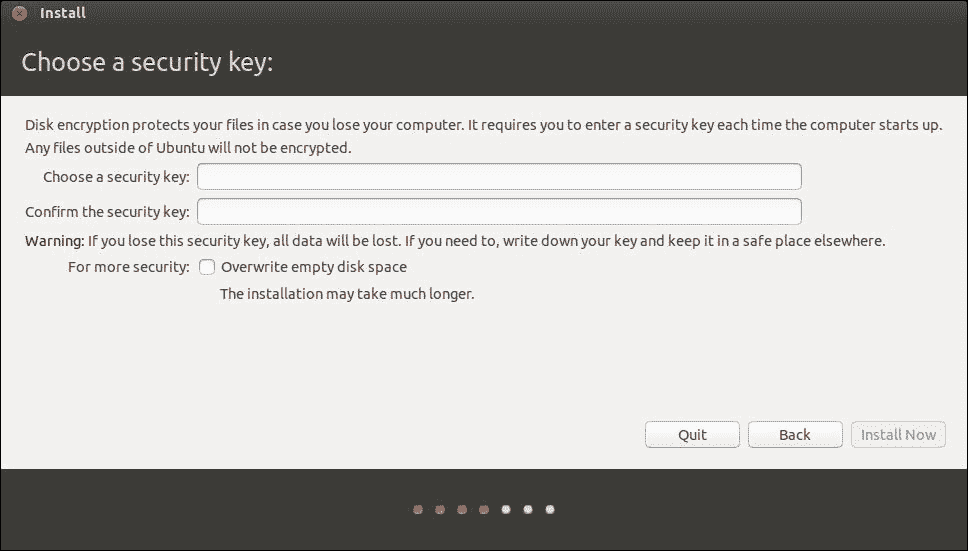 Install
Choose a security key:
Disk encryption protects your files in case you lose your computer. It requires you to enter a security key each time the computer starts up.
Any files outside of Ubuntu will not be encrypted.
Choose a security key:
Confirm the security key:
Warning: If you lose this security key, all data will be lost. If you need to, write down your key and keep it in a safe place elsewhere.
For more security: Overwrite empty disk space
The installation may take much longer.
Quit Back Install Now